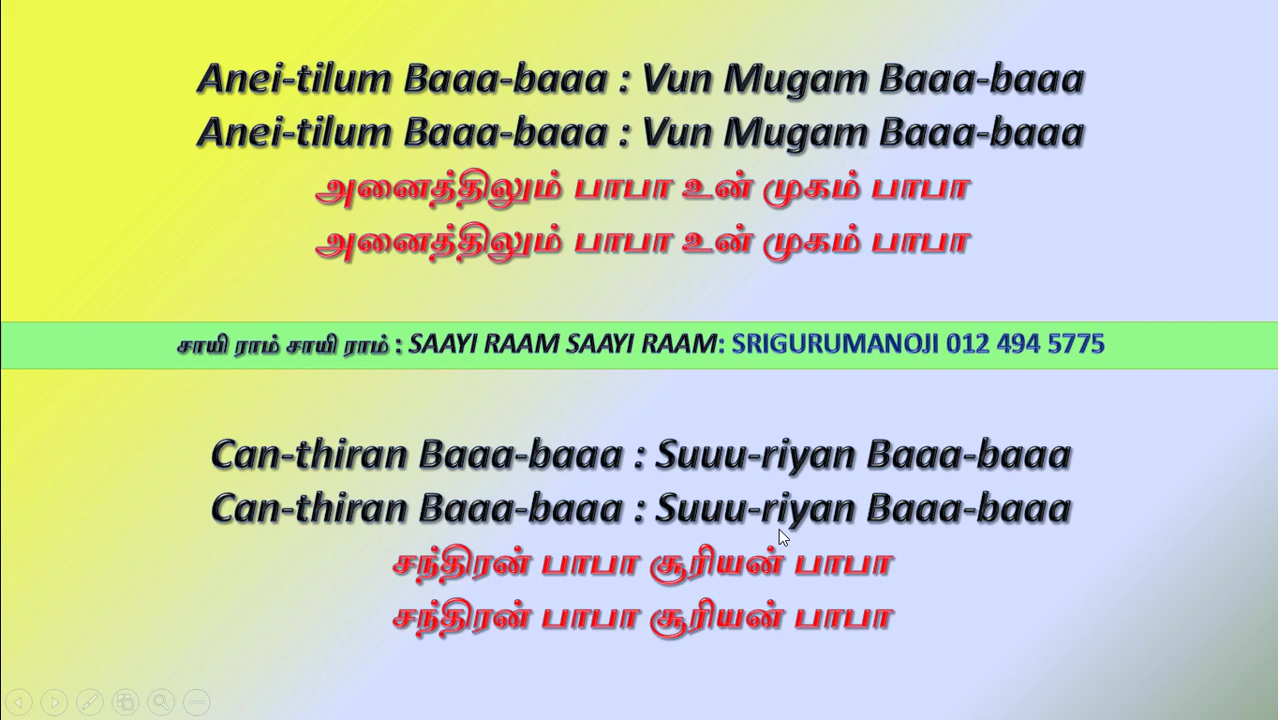 Anei-tilum Baaa-baaa : Vun Mugam Baaa-baaa
Anei-tilum Baaa-baaa : Vun Mugam Baaa-baaa
அனைத்திலும் பாபா உன் முகம் பாபா
அனைத்திலும் பாபா உன் முகம் பாபா
சாயி ராம் சாயி ராம் : SAAYI RAAM SAAYI RAAM: SRIGURUMANOJI 012 494 5775
Can-thiran Baaa-baaa : Suuu-riyan Baaa-baaa
Can-thiran Baaa-baaa : Suuu-riyan Baaa-baaa
சந்திரன் பாபா சூரியன் பாபா
சந்திரன் பாபா சூரியன் பாபா